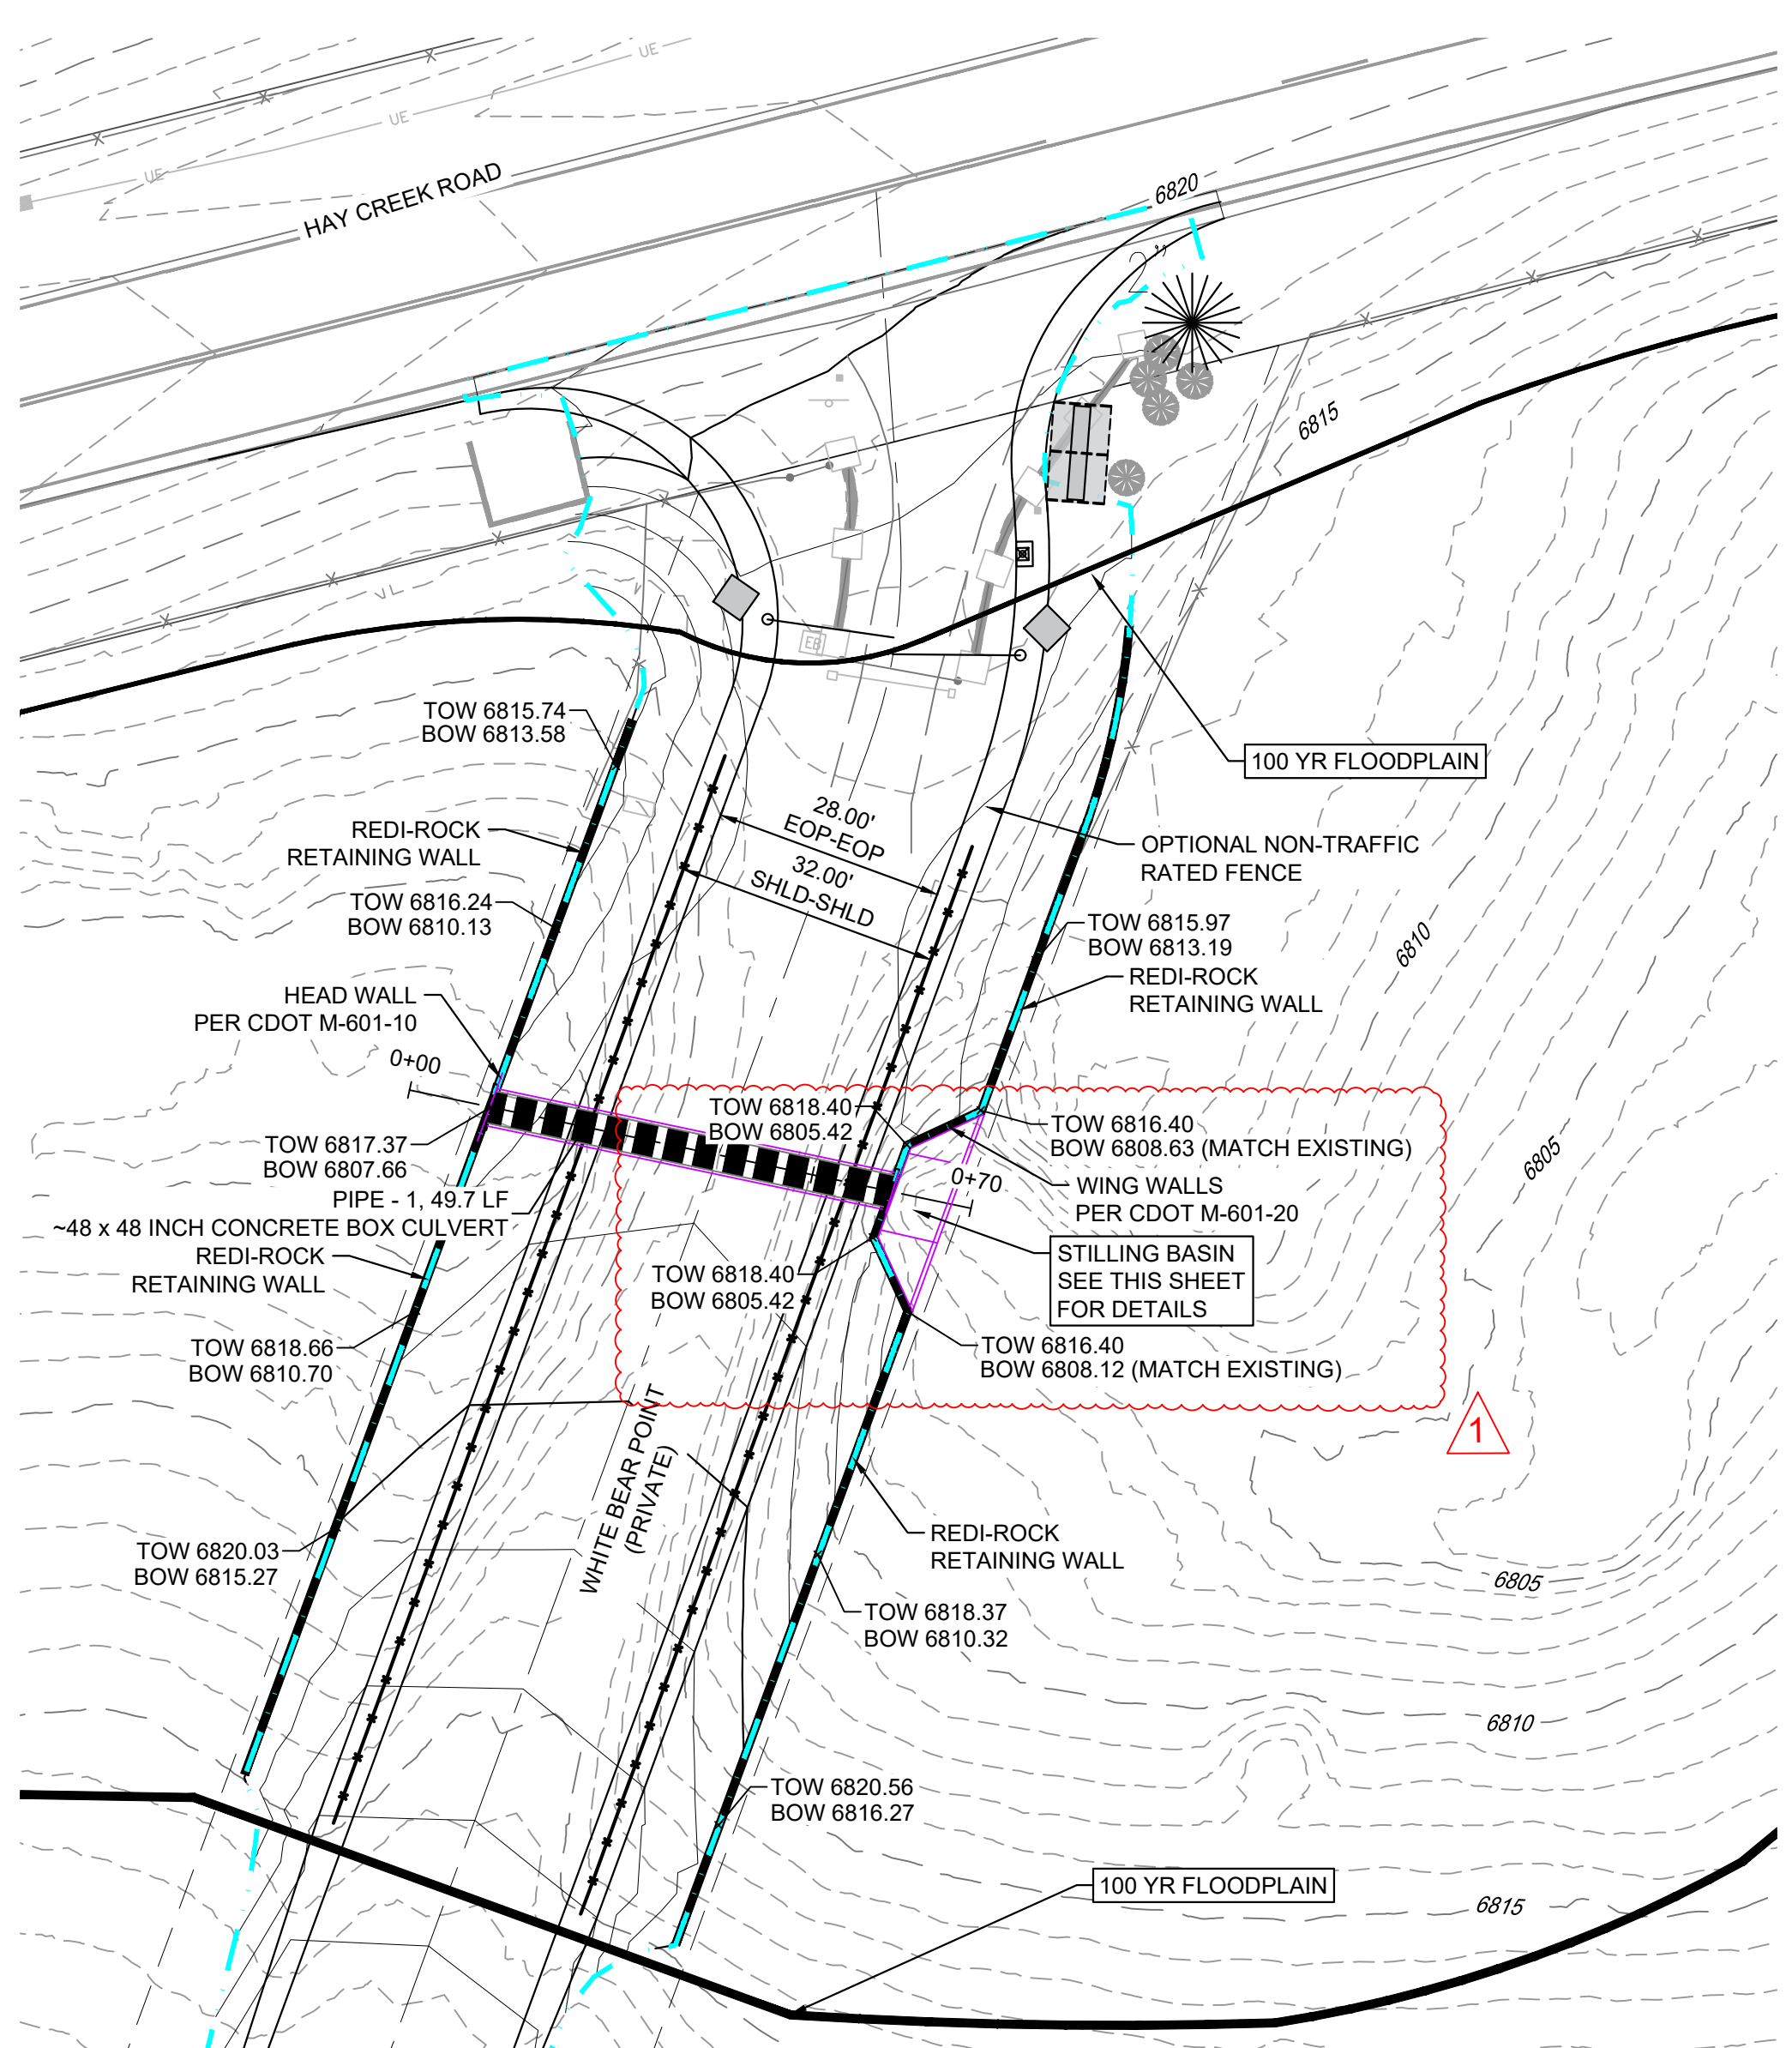 UE
UE
UE
HAY CREEK ROAD
6820
2"
6815
EB
TOW 6815.74
BOW 6813.58
100 YR FLOODPLAIN
28.00'
EOP-EOP
32.00'
SHLD-SHLD
REDI-ROCK
RETAINING WALL
OPTIONAL NON-TRAFFIC
RATED FENCE
TOW 6816.24
BOW 6810.13
TOW 6815.97
BOW 6813.19
6810
REDI-ROCK
RETAINING WALL
HEAD WALL
PER CDOT M-601-10
0+00
TOW 6818.40
BOW 6805.42
TOW 6816.40
BOW 6808.63 (MATCH EXISTING)
TOW 6817.37
BOW 6807.66
6805
0+70
WING WALLS
PER CDOT M-601-20
PIPE - 1, 49.7 LF
~48 x 48 INCH CONCRETE BOX CULVERT
REDI-ROCK
RETAINING WALL
STILLING BASIN
SEE THIS SHEET
FOR DETAILS
TOW 6818.40
BOW 6805.42
TOW 6818.66
BOW 6810.70
TOW 6816.40
BOW 6808.12 (MATCH EXISTING)
1
WHITE BEAR POINT
(PRIVATE)
TOW 6820.03
BOW 6815.27
REDI-ROCK
RETAINING WALL
6805
TOW 6818.37
BOW 6810.32
6810
TOW 6820.56
BOW 6816.27
100 YR FLOODPLAIN
6815